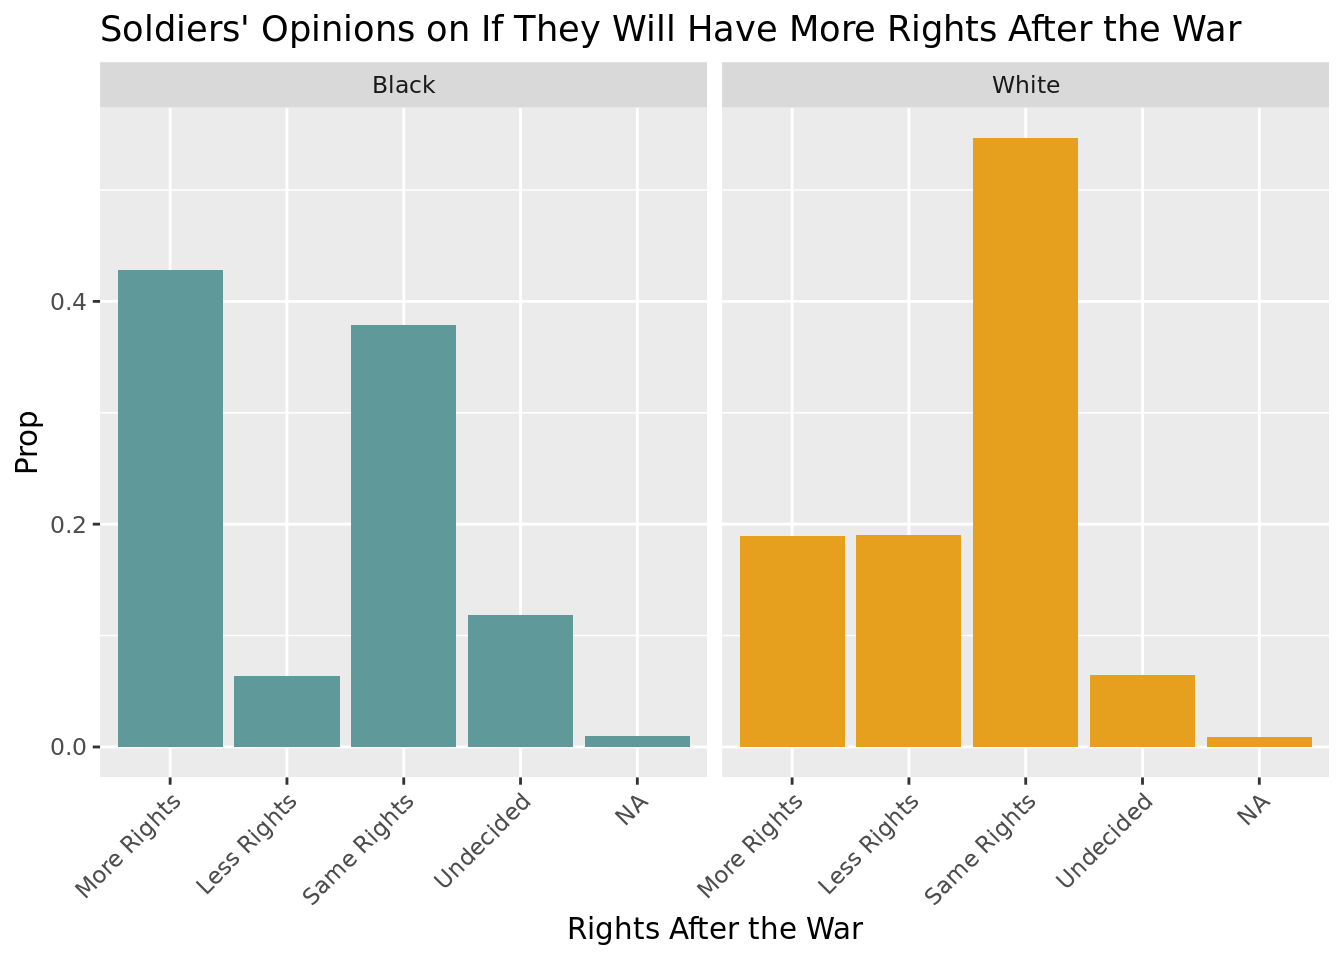 Soldiers' Opinions on If They Will Have More Rights After the War
Black
White
Prop
0.4
0.2
0.0
More Rights
Less Rights
Same Rights
Undecided
NA
More Rights
Less Rights
Same Rights
Undecided
NA
Rights After the War